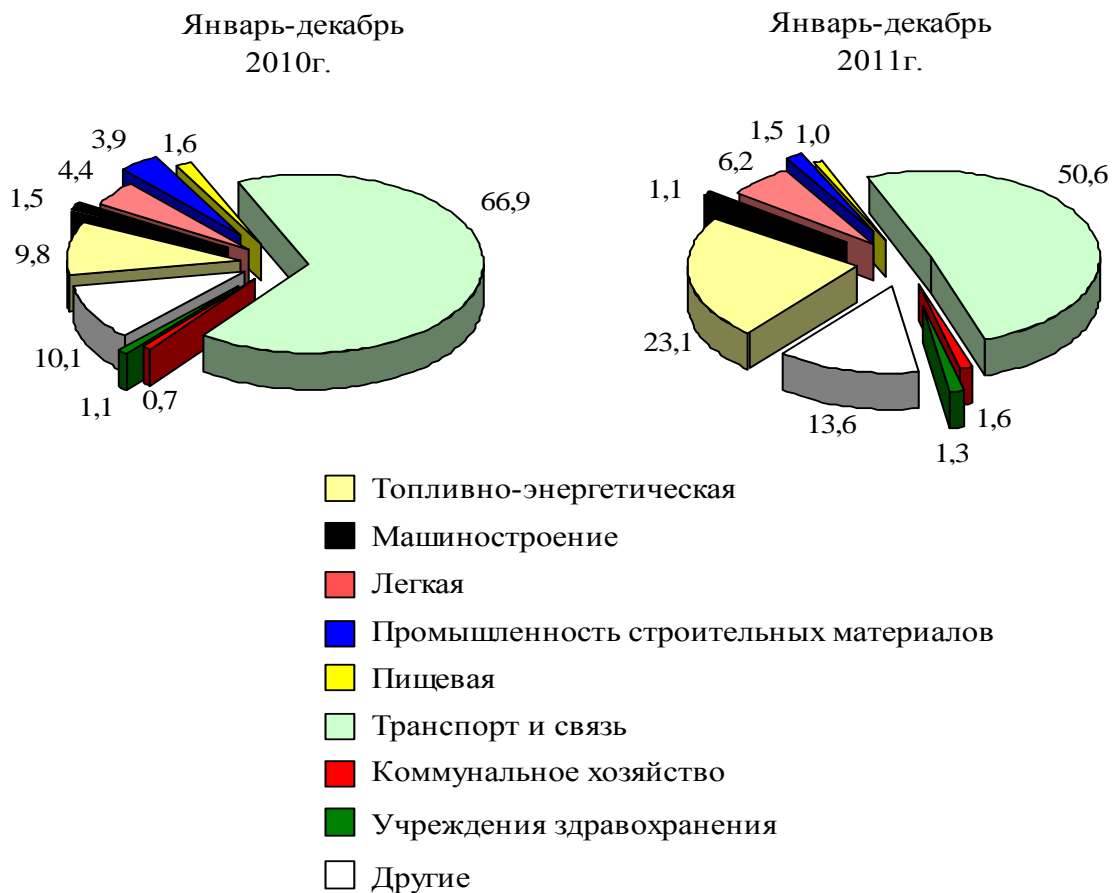 Январь-декабрь
2010г.
3,9
1,6
4,4
1,5
9,8
10,1
1,1
0,7
66,9
Январь-декабрь
2011г.
1,5
1,0
6,2
1,1
50,6
23,1
13,6
1,3
1,6
Топливно-энергетическая
Машиностроение
Легкая
Промышленность строительных материалов
Пищевая
Транспорт и связь
Коммунальное хозяйство
Учреждения здравохранения
Другие